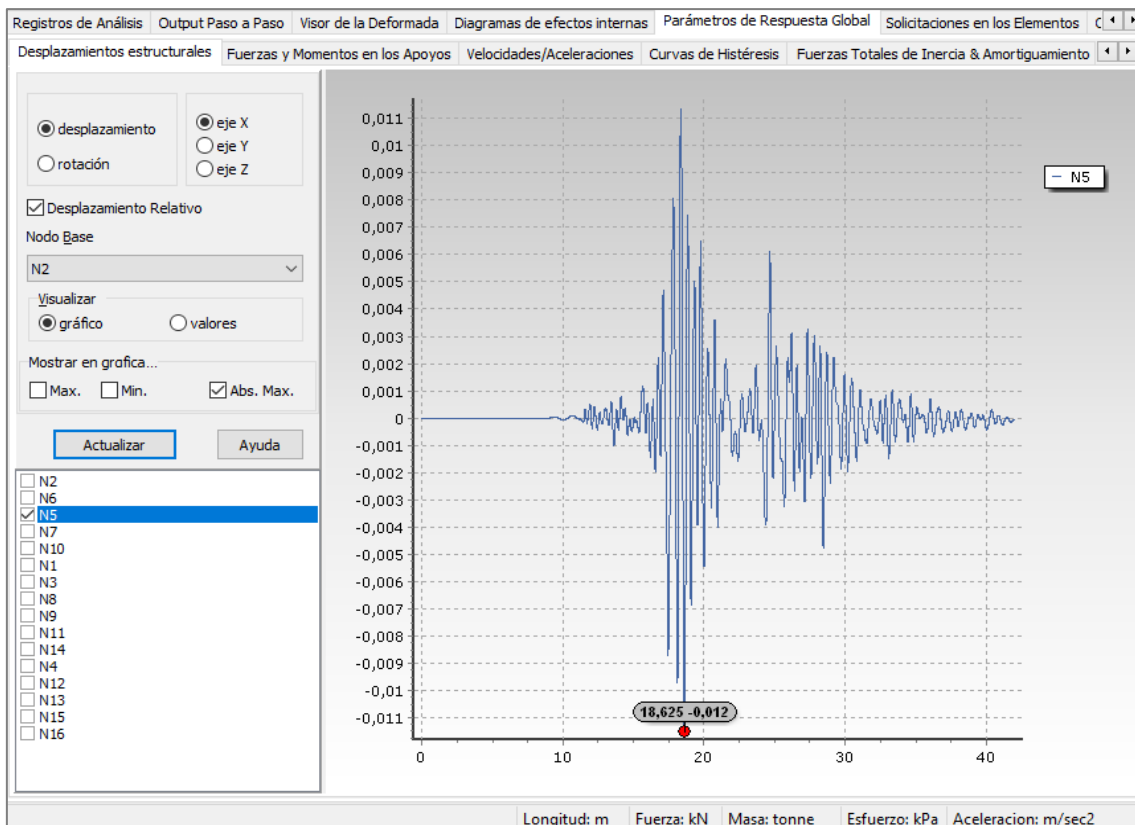 Registros de Análisis Output Paso a Paso Visor de la Deformada Diagramas de efectos internas Parámetros de Respuesta Global Solicitaciones en los Elementos
Desplazamientos estructurales Fuerzas y Momentos en los Apoyos Velocidades/Aceleraciones Curvas de Histéresis Fuerzas Totales de Inercia & Amortiguamiento
desplazamiento
rotación
eje X
eje Y
eje Z
Desplazamiento Relativo
Nodo Base
N2
Visualizar
gráfico valores
Mostrar en grafica...
Max. Min. Abs. Max.
Actualizar Ayuda
N2
N6
N5
N7
N10
N1
N3
N8
N9
N11
N14
N4
N12
N13
N15
N16
0,011
0,01
0,009
0,008
0,007
0,006
0,005
0,004
0,003
0,002
0,001
0
-0,001
-0,002
-0,003
-0,004
-0,005
-0,006
-0,007
-0,008
-0,009
-0,01
-0,011
N5
18,625 -0,012
0 10 20 30 40
Longitud: m Fuerza: kN Masa: tonne Esfuerzo: kPa Aceleracion: m/sec2